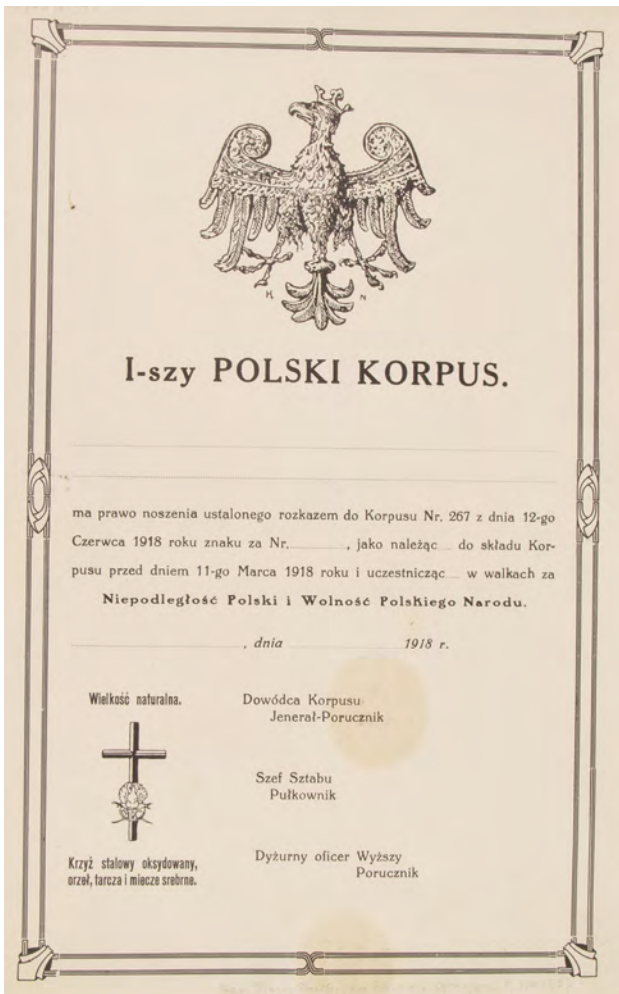 K N
I-szy POLSKI KORPUS.
ma prawo noszenia ustalonego rozkazem do Korpusu Nr. 267 z dnia 12-go
Czerwca 1918 roku znaku za Nr. , jako należąc do składu Kor-
pusu przed dniem 11-go Marca 1918 roku i uczestnicząc w walkach za
Niepodległość Polski i Wolność Polskiego Narodu.
, dnia 1918 r.
Wielkość naturalna.
Krzyż stalowy oksydowany,
orzeł, tarcza i miecze srebrne.
Dowódca Korpusu
Jenerał-Porucznik
Szef Sztabu
Pułkownik
Dyżurny oficer Wyższy
Porucznik